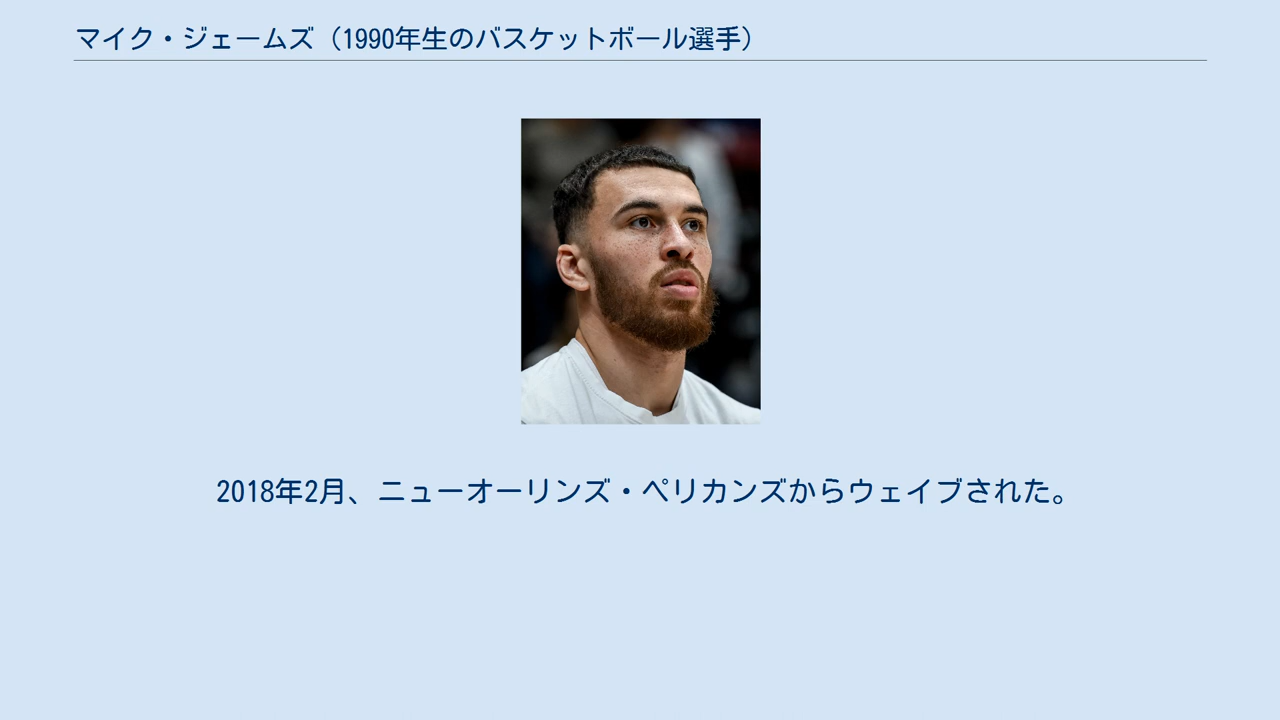 マイク・ジェームズ（1990年生のバスケットボール選手）
2018年2月、ニューオーリンズ・ペリカンズからウェイブされた。